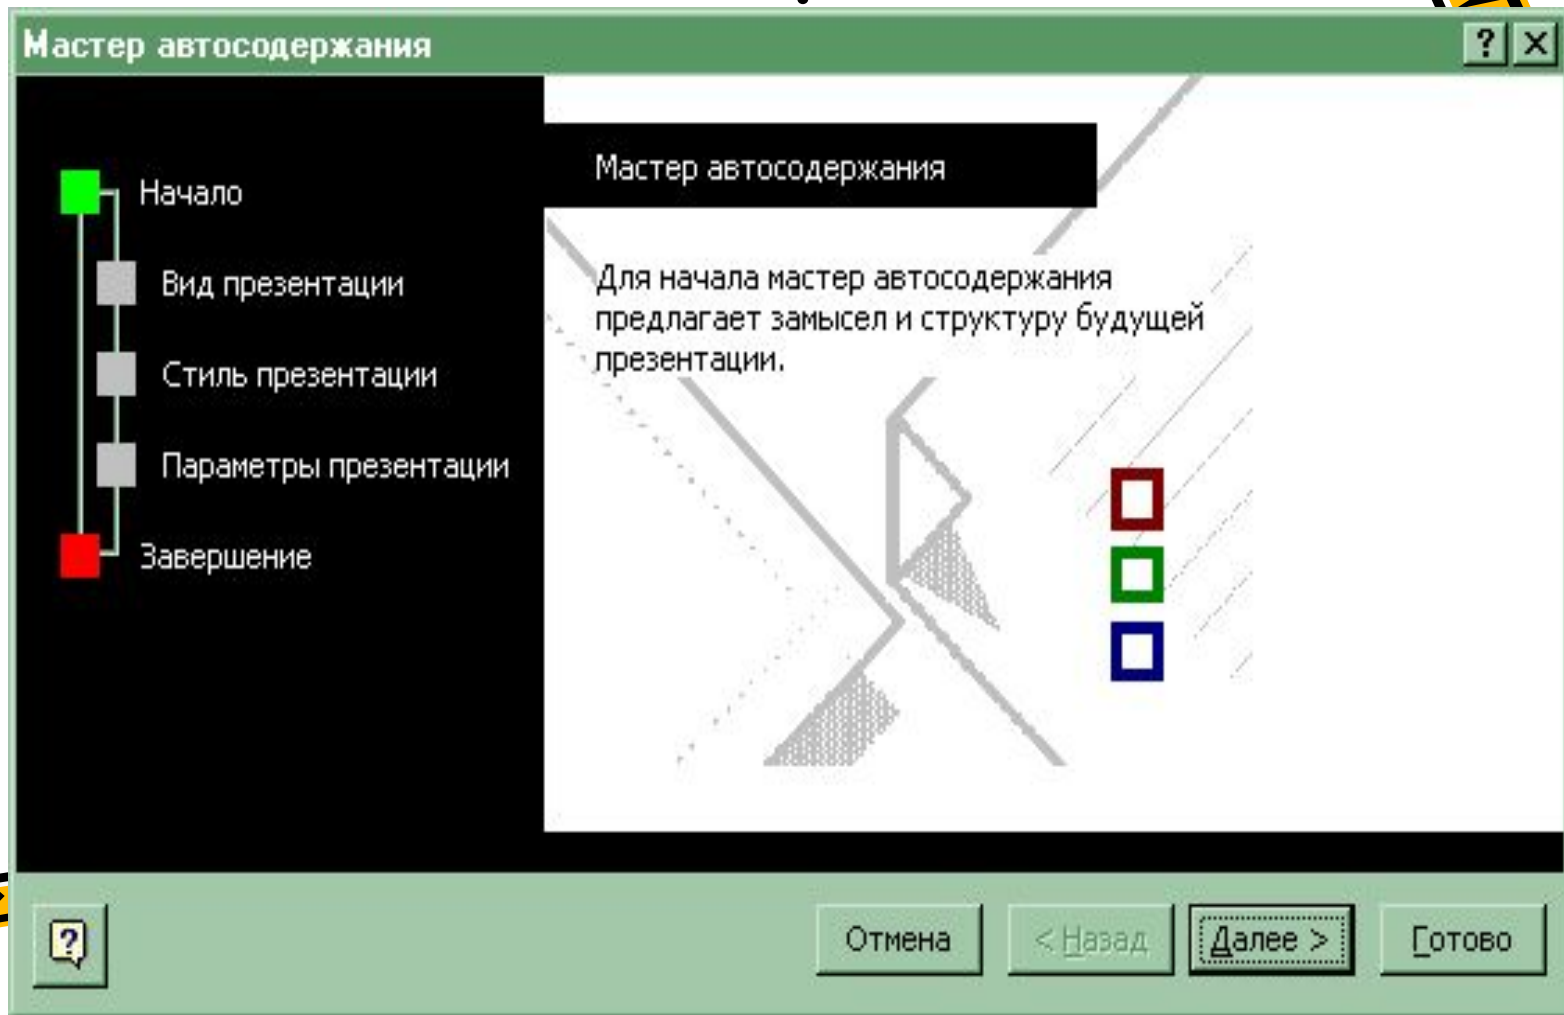 Мастер автосодержания
Начало
Вид презентации
Стиль презентации
Параметры презентации
Завершение
Мастер автосодержания
Для начала мастер автосодержания
предлагает замысел и структуру будущей
презентации.
Отмена
< Назад
Далее >
Готово